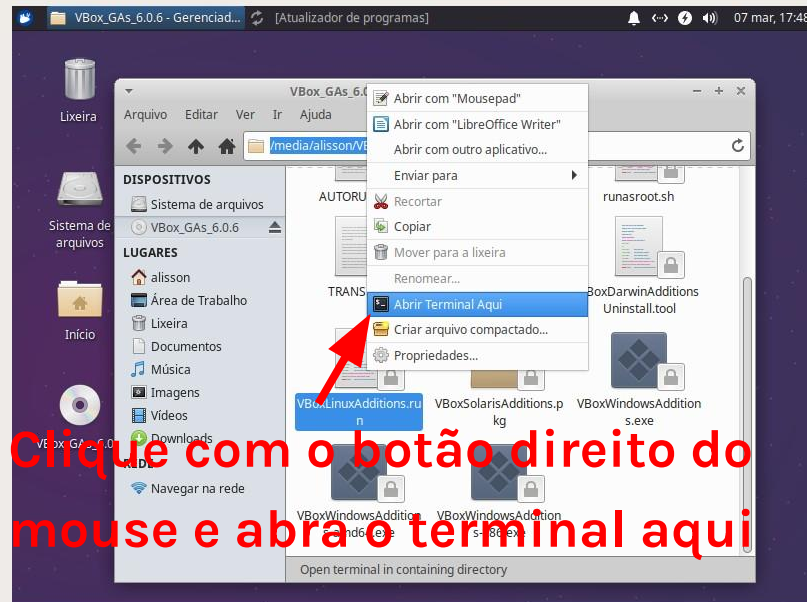 VBox_GAs_6.0.6 - Gerenciad...
[Atualizador de programas]
07 mar, 17:48
Lixeira
Sistema de
arquivos
Início
VBox_GAs_6.0
VBox_GAs_6.0
Arquivo Editar Ver Ir Ajuda
/media/alisson/VB
DISPOSITIVOS
Sistema de arquivos
VBox_GAs_6.0.6
LUGARES
alisson
Área de Trabalho
Lixeira
Documentos
Música
Imagens
Vídeos
Downloads
REDE
Navegar na rede
Abrir com "Mousepad"
Abrir com "LibreOffice Writer"
Abrir com outro aplicativo...
Enviar para
Recortar
Copiar
Mover para a lixeira
Renomear...
Abrir Terminal Aqui
Criar arquivo compactado...
Propriedades...
AUTORU
runasroot.sh
TRANS
BoxDarwinAdditions
Uninstall.tool
VBoxLinuxAdditions.ru
n
VBoxSolarisAdditions.p
kg
VBoxWindowsAddition
s.exe
VBoxWindowsAddition
s-amd64.exe
VBoxWindowsAddition
s-x86.exe
Open terminal in containing directory
Clique com o botão direito do
mouse e abra o terminal aqui